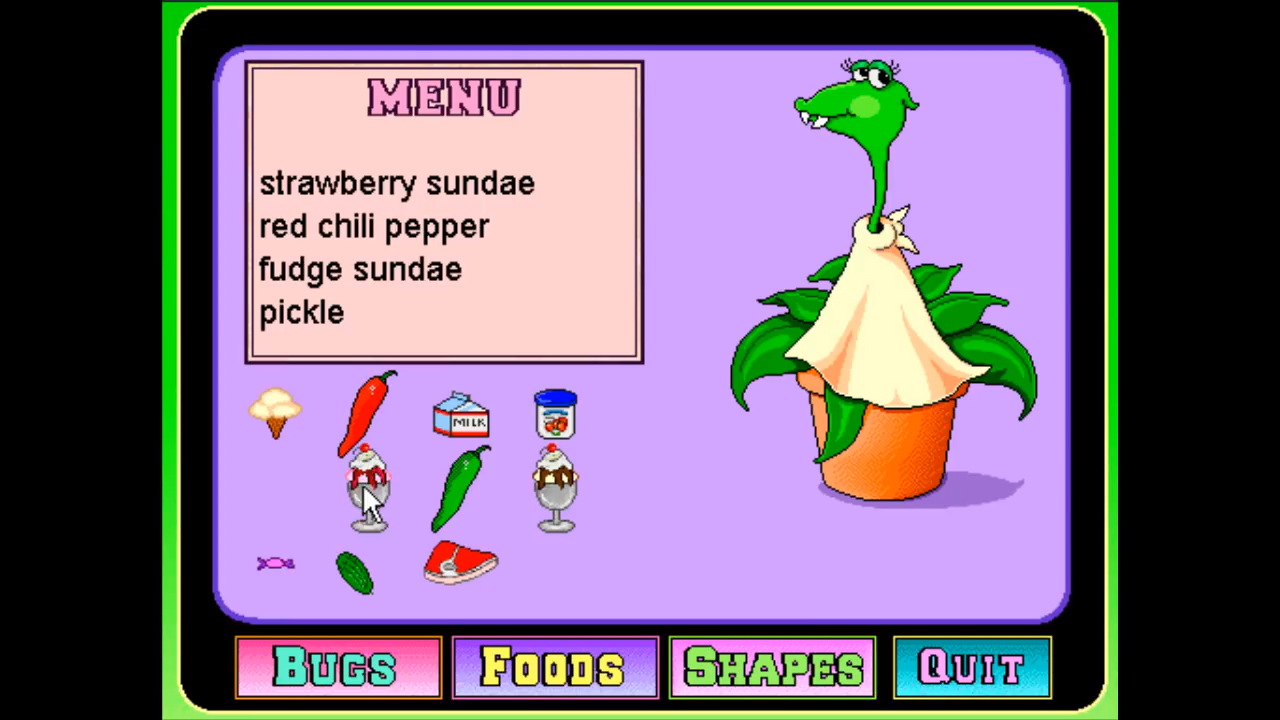 MENU
strawberry sundae
red chili pepper
fudge sundae
pickle
MILK
BUGS
FOODS
SHAPES
QUIT